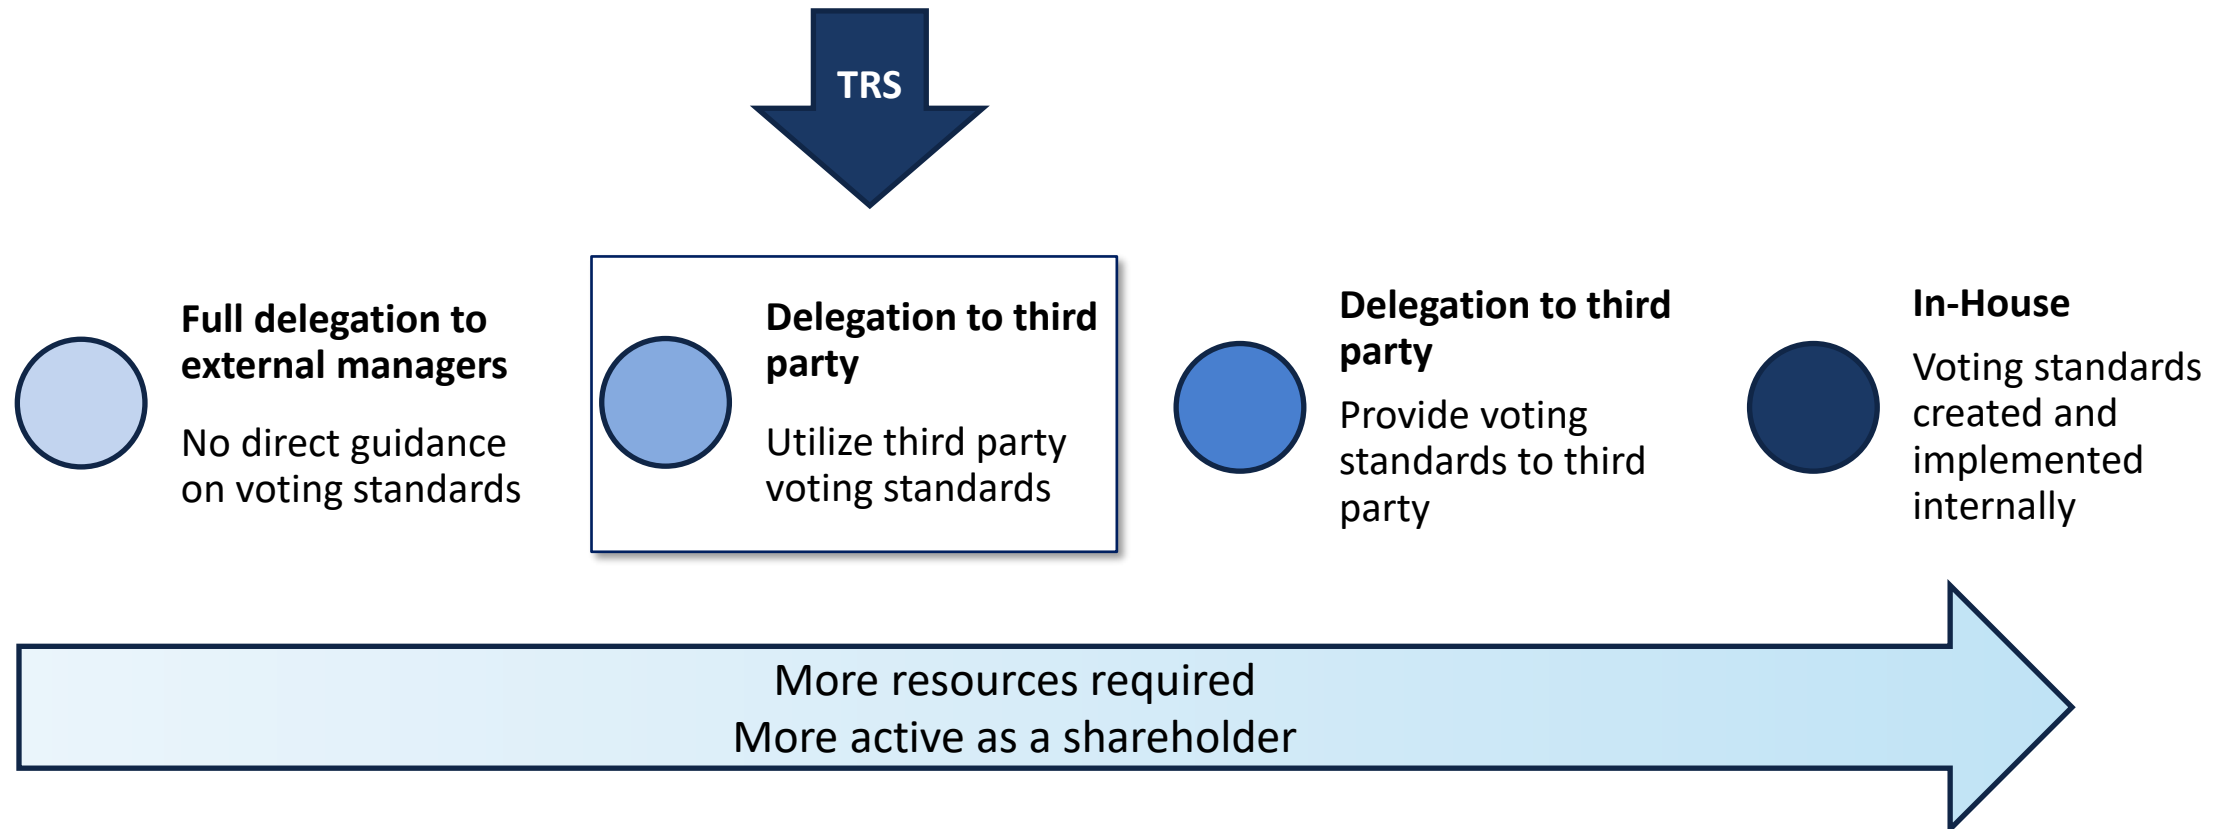 TRS
Full delegation to
external managers
No direct guidance
on voting standards
Delegation to third
party
Utilize third party
voting standards
Delegation to third
party
Provide voting
standards to third
party
In-House
Voting standards
created and
implemented
internally
More resources required
More active as a shareholder